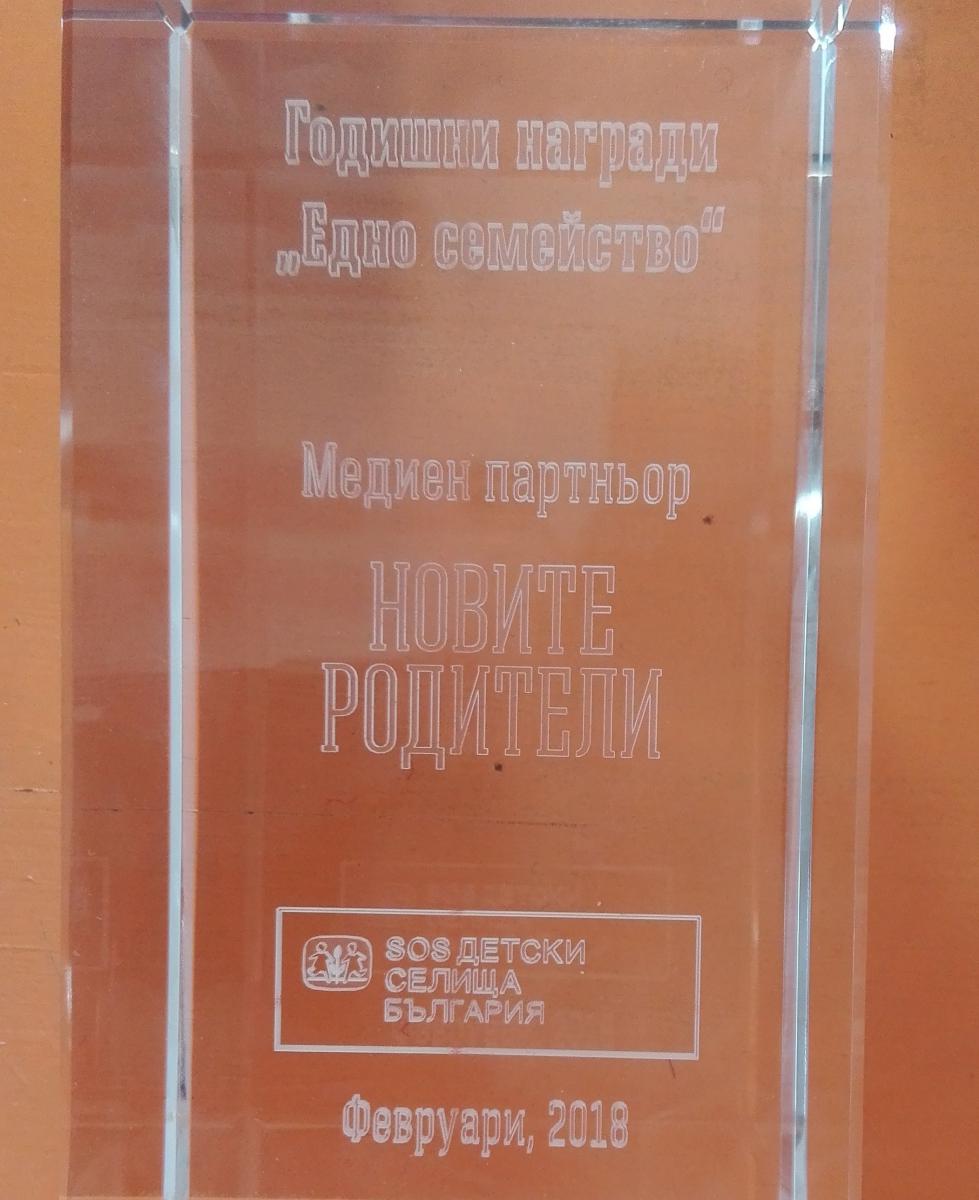 Годишни награди
„Едно семейство“
Медиен партньор
НОВИТЕ
РОДИТЕЛИ
SOS ДЕТСКИ
СЕЛИЩА
БЪЛГАРИЯ
Февруари, 2018